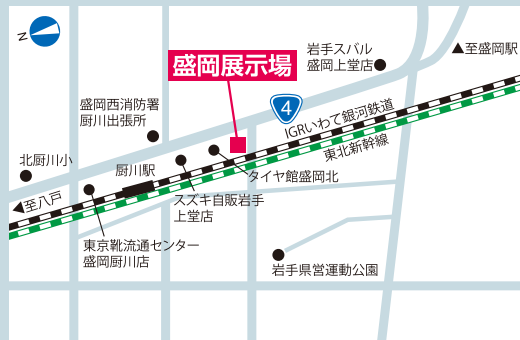 N
盛岡展示場
岩手スバル
盛岡上堂店
▲至盛岡駅
4
盛岡西消防署
厨川出張所
IGRいわて銀河鉄道
東北新幹線
北厨川小
厨川駅
タイヤ館盛岡北
◀至八戸
スズキ自販岩手
上堂店
東京靴流通センター
盛岡厨川店
岩手県営運動公園